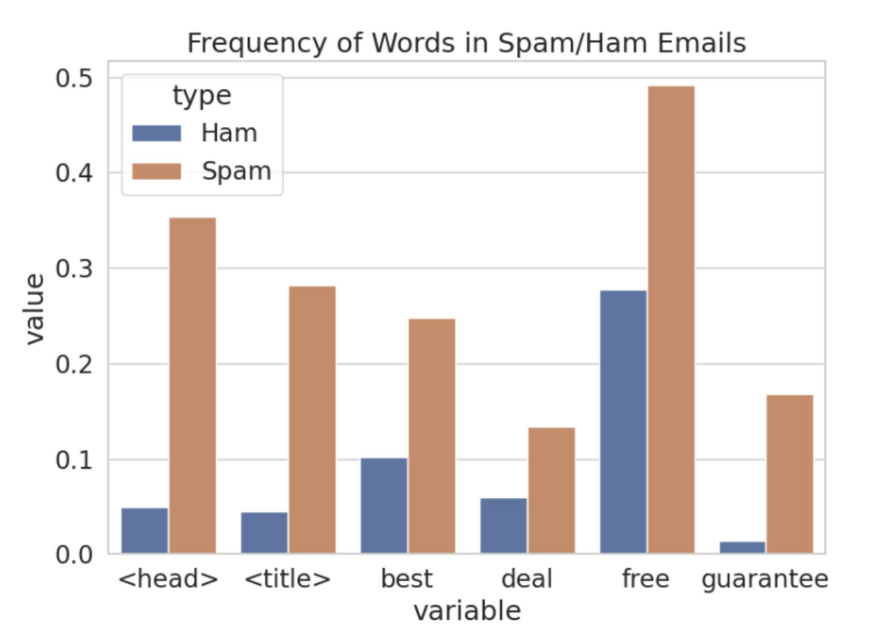 Frequency of Words in Spam/Ham Emails
type
Ham
Spam
value
0.5
0.4
0.3
0.2
0.1
0.0
<head> <title> best deal free guarantee
variable